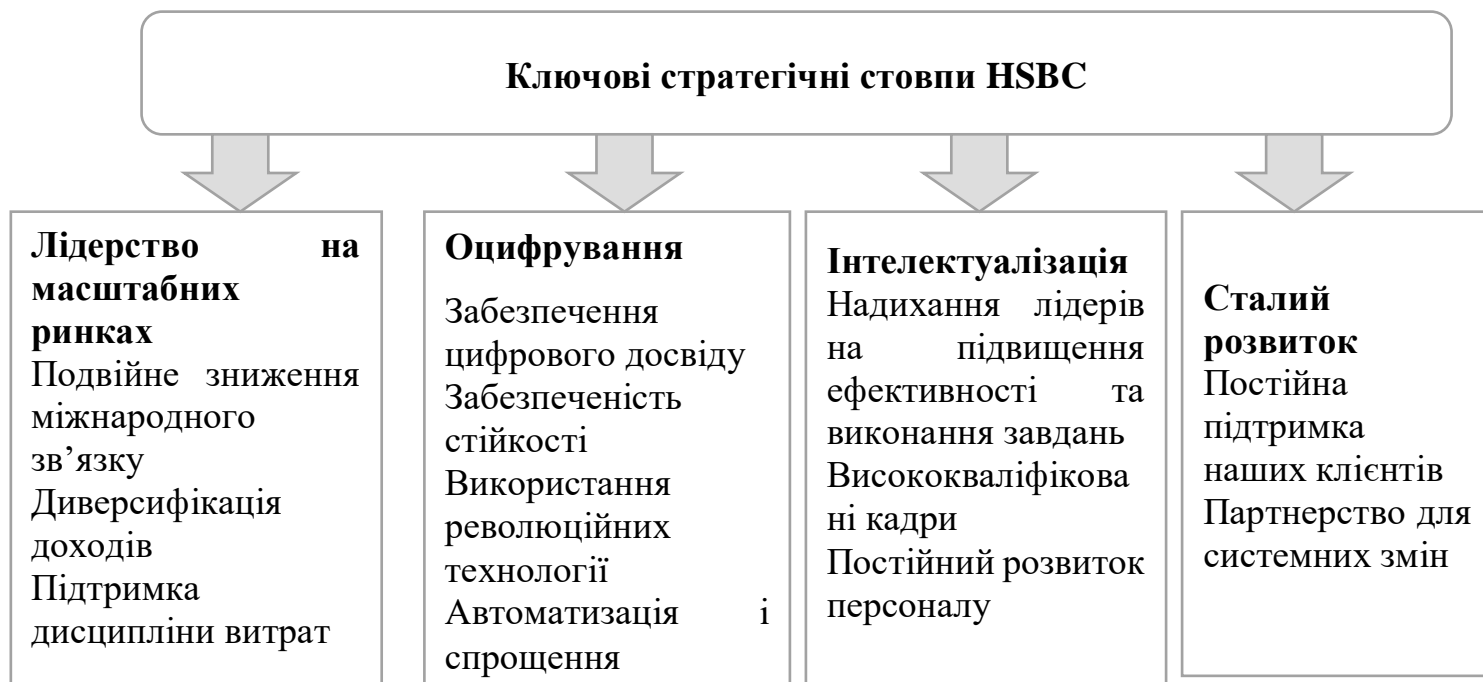 Ключові стратегічні стовпи HSBC
Лідерство на
масштабних
ринках
Подвійне зниження
міжнародного
зв’язку
Диверсифікація
доходів
Підтримка
дисципліни витрат
Оцифрування
Забезпечення
цифрового досвіду
Забезпеченість
стійкості
Використання
революційних
технології
Автоматизація і
спрощення
Інтелектуалізація
Надихання лідерів
на підвищення
ефективності та
виконання завдань
Висококваліфікова
ні кадри
Постійний розвиток
персоналу
Сталий
розвиток
Постійна
підтримка
наших клієнтів
Партнерство для
системних змін